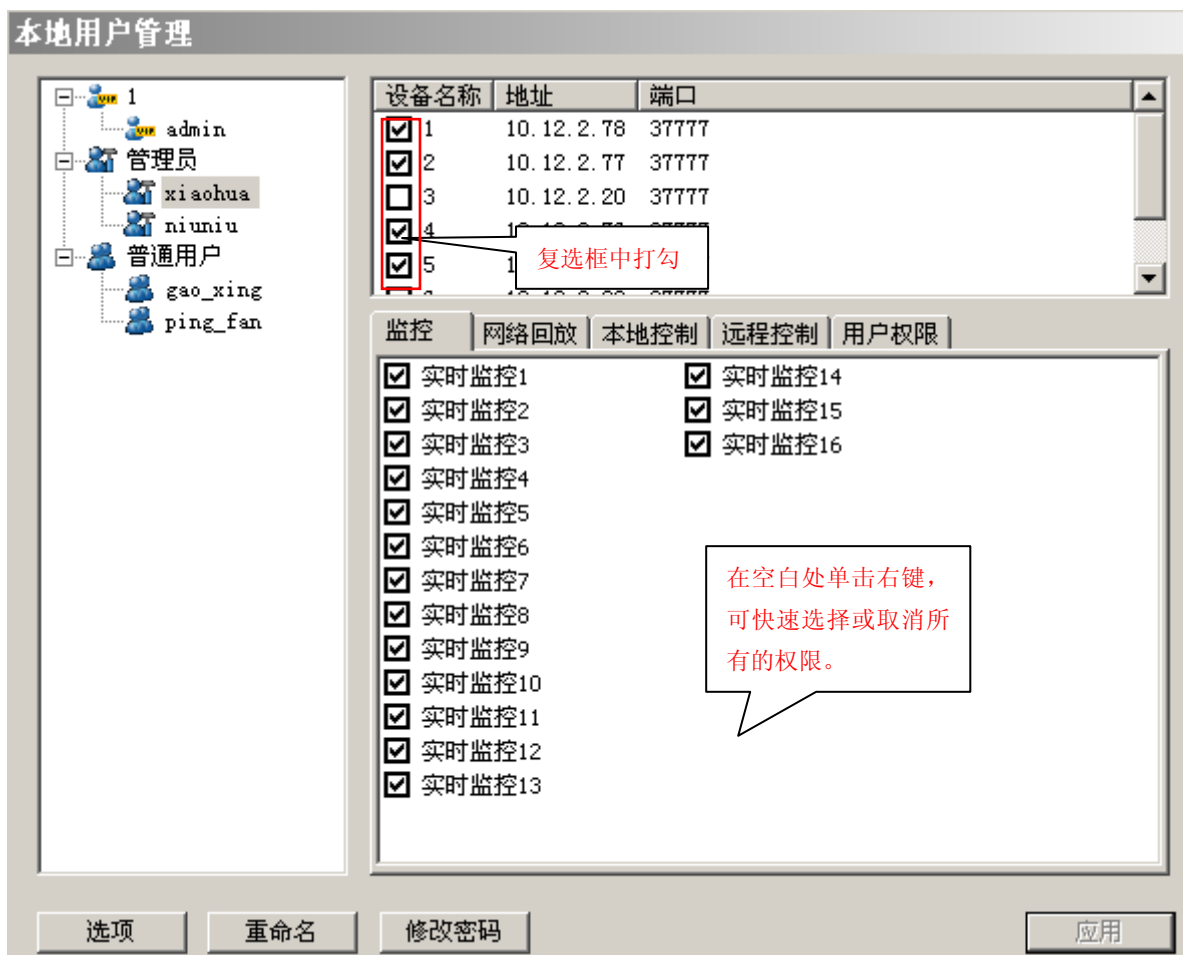 本地用户管理
1
admin
管理员
xiaohua
niuniu
普通用户
gao_xing
ping_fan
设备名称 地址 端口
1 10.12.2.78 37777
2 10.12.2.77 37777
3 10.12.2.20 37777
4
5
复选框中打勾
监控 网络回放 本地控制 远程控制 用户权限
实时监控1 实时监控14
实时监控2 实时监控15
实时监控3 实时监控16
实时监控4
实时监控5
实时监控6
实时监控7
实时监控8
实时监控9
实时监控10
实时监控11
实时监控12
实时监控13
在空白处单击右键，
可快速选择或取消所
有的权限。
选项 重命名 修改密码 应用